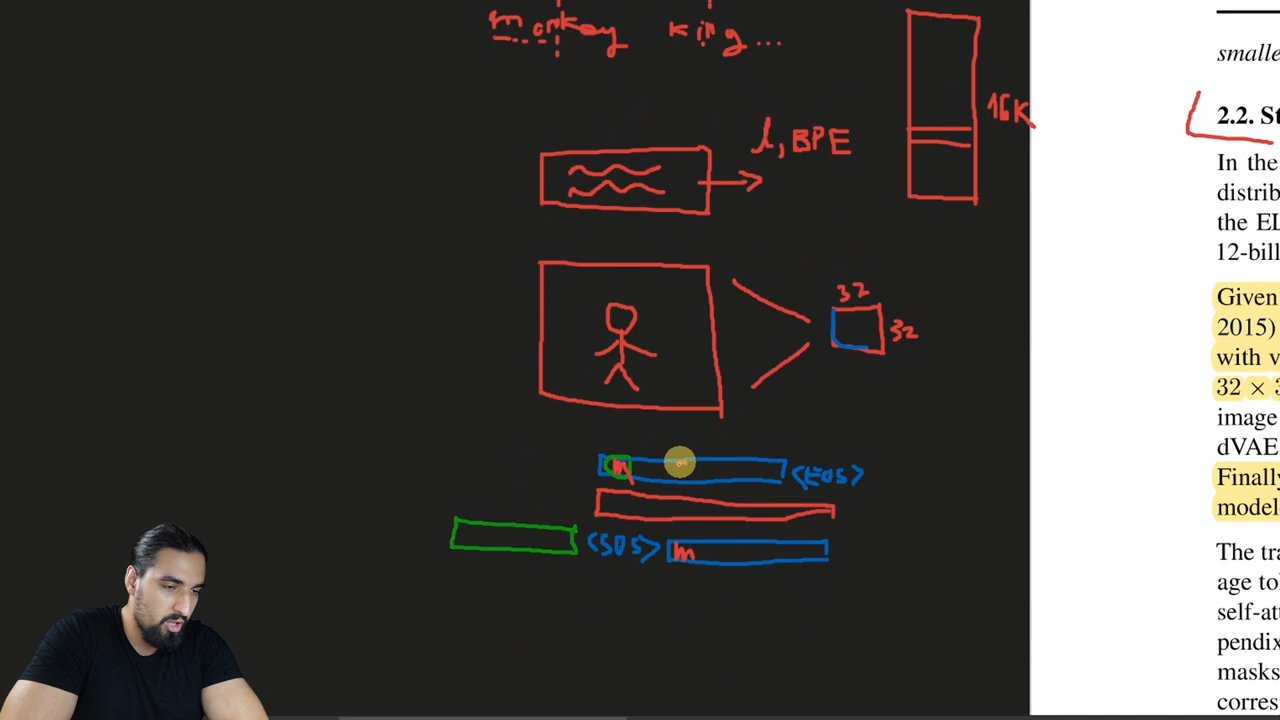 monkey king...
16K
l, BPE
32
32
m <EOS>
<SOS> m
smalle
2.2. St
In the
distrib
the EL
12-bill
Given
2015)
with v
32 × 3
image
dVAE
Finally
model
The tra
age to
self-at
pendix
masks
corres